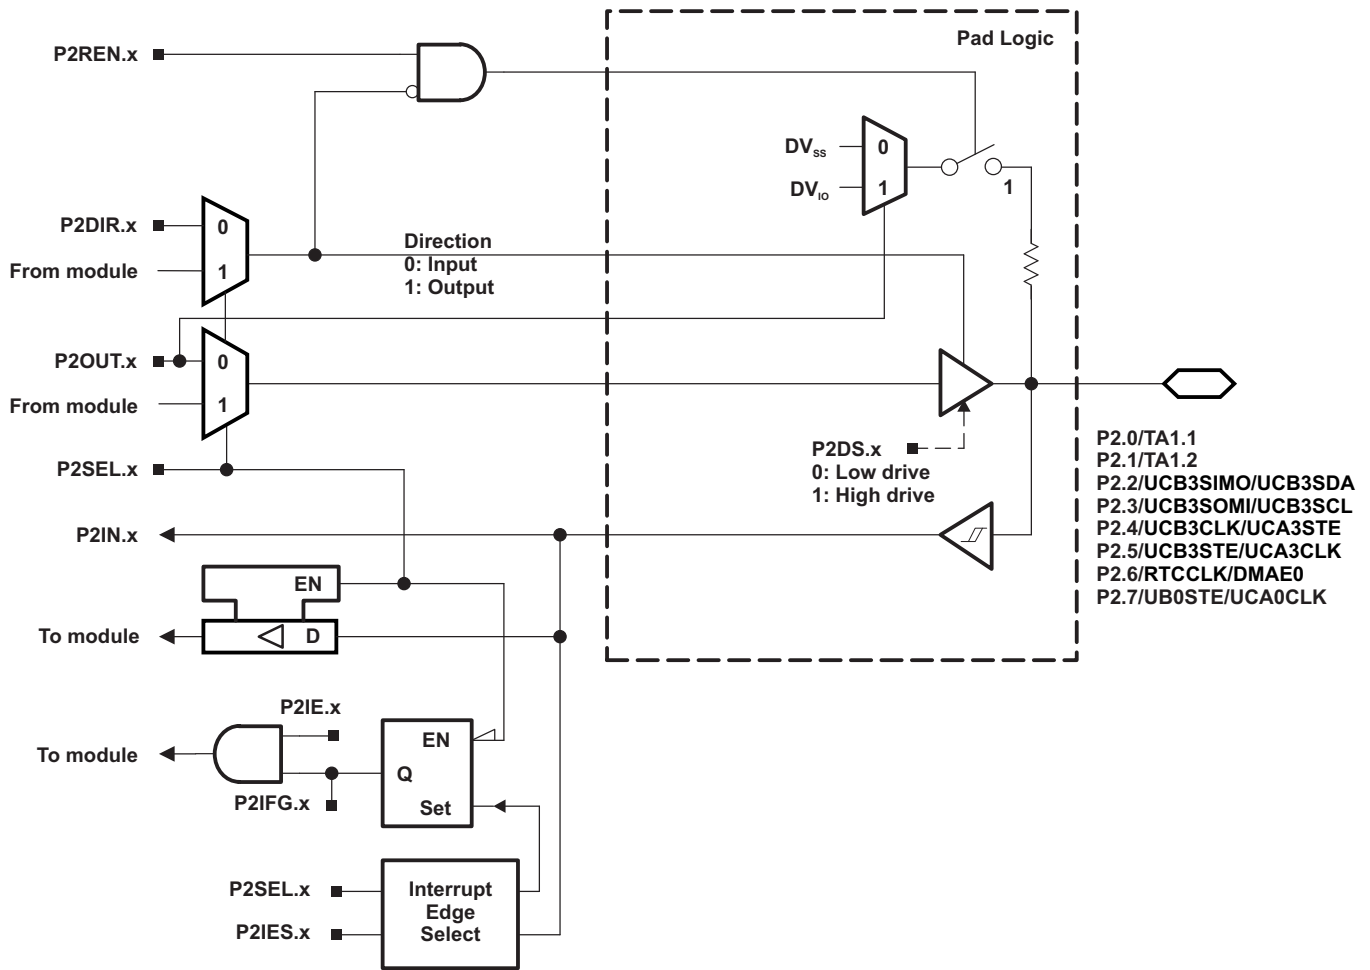 Pad Logic
P2REN.x
DVSS
0
DVIO
1
1
P2DIR.x
0
From module
1
Direction
0: Input
1: Output
P2OUT.x
0
From module
1
P2SEL.x
P2DS.x
0: Low drive
1: High drive
P2.0/TA1.1
P2.1/TA1.2
P2.2/UCB3SIMO/UCB3SDA
P2.3/UCB3SOMI/UCB3SCL
P2.4/UCB3CLK/UCA3STE
P2.5/UCB3STE/UCA3CLK
P2.6/RTCCLK/DMAE0
P2.7/UB0STE/UCA0CLK
P2IN.x
EN
To module
D
P2IE.x
EN
To module
Q
P2IFG.x
Set
P2SEL.x
Interrupt
Edge
Select
P2IES.x